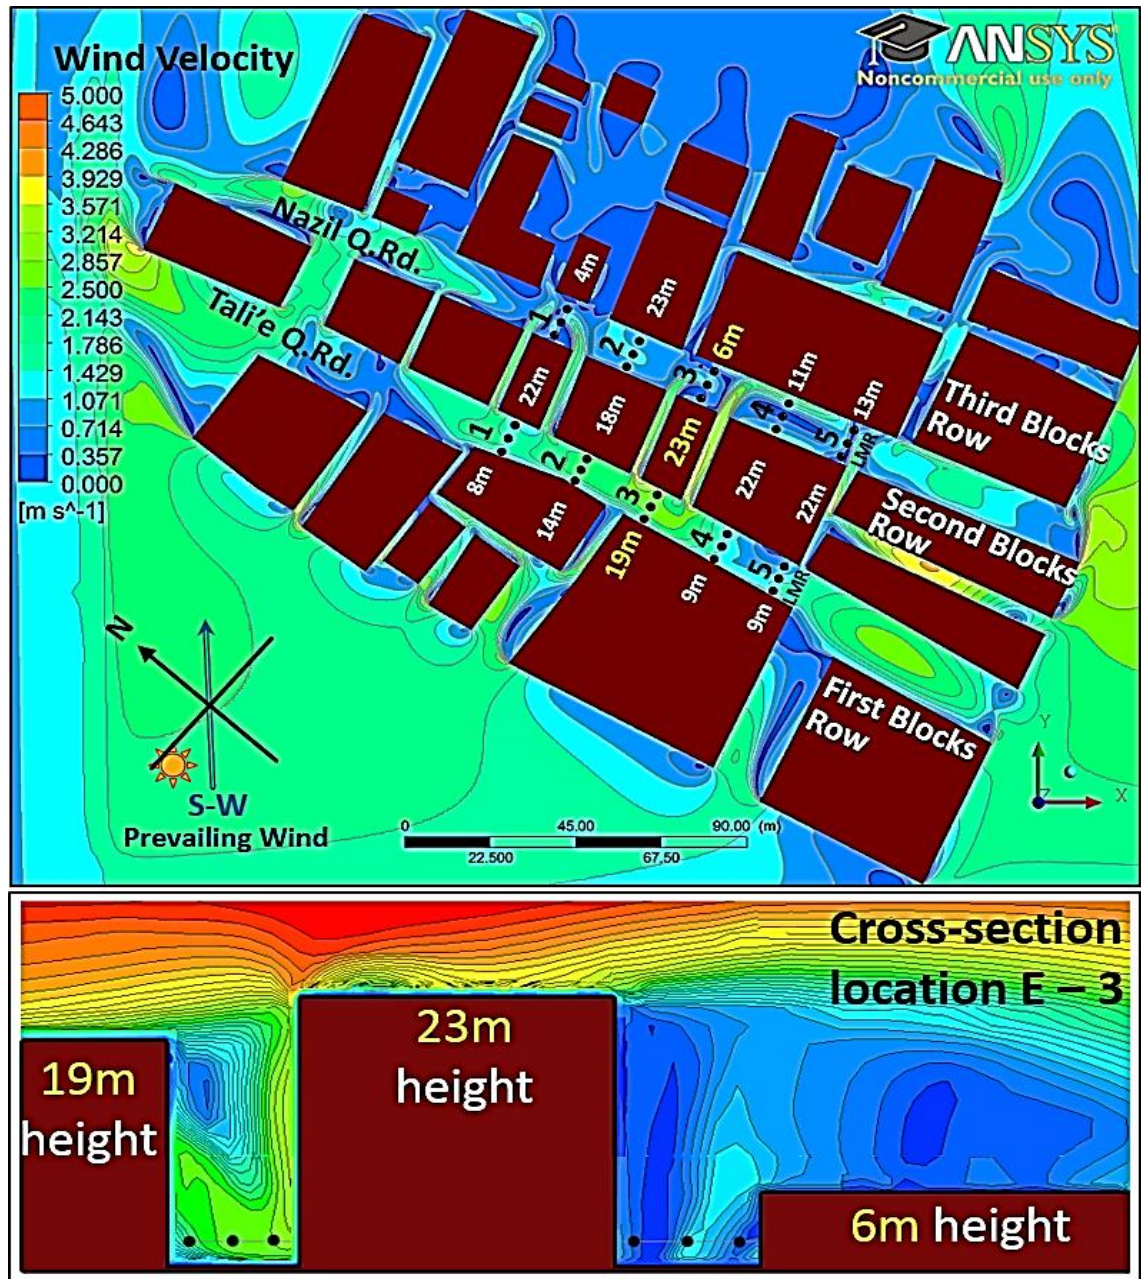 Wind Velocity
ANSYS
Noncommercial use only
5.000
4.643
4.286
3.929
3.571
3.214
2.857
2.500
2.143
1.786
1.429
1.071
0.714
0.357
0.000
[m s^-1]
Nazil Q.Rd.
Tali'e Q.Rd.
4m
23m
6m
11m
13m
1
2
3
4
5
LMR
22m
18m
23m
22m
22m
1
2
3
4
5
LMR
8m
14m
19m
9m
9m
Third Blocks
Row
Second Blocks
Row
First Blocks
Row
N
S-W
Prevailing Wind
0
45.00
90.00
(m)
22.500
67.50
Y
Z
X
Cross-section
location E – 3
19m
height
23m
height
6m height